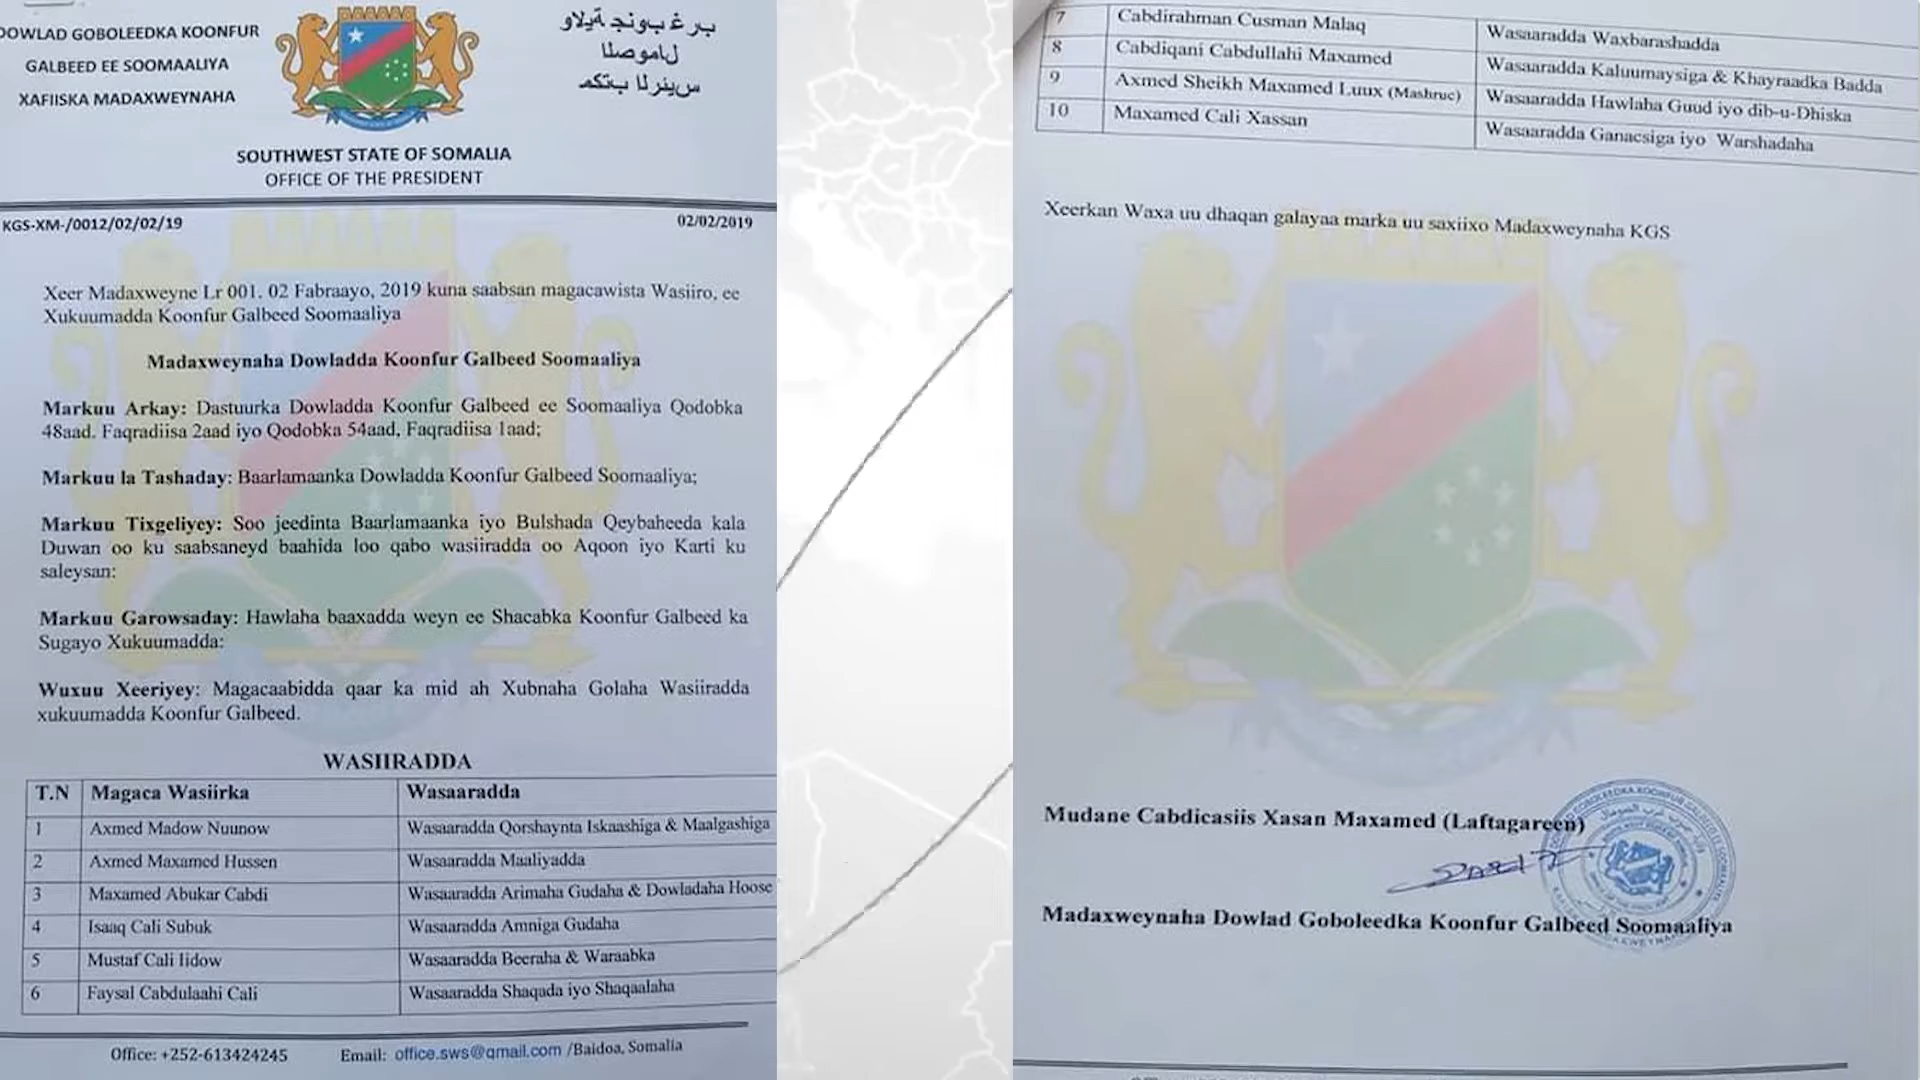 DOWLAD GOBOLEEDKA KOONFUR
GALBEED EE SOOMAALIYA
XAFIISKA MADAXWEYNAHA
SOUTHWEST STATE OF SOMALIA
OFFICE OF THE PRESIDENT
KGS-XM-/0012/02/02/19
02/02/2019
Xeer Madaxweyne Lr 001. 02 Fabraayo, 2019 kuna saabsan magacawista Wasiiro, ee
Xukuumadda Koonfur Galbeed Soomaaliya
Madaxweynaha Dowladda Koonfur Galbeed Soomaaliya
Markuu Arkay: Dastuurka Dowladda Koonfur Galbeed ee Soomaaliya Qodobka
48aad. Faqradiisa 2aad iyo Qodobka 54aad, Faqradiisa 1aad;
Markuu la Tashaday: Baarlamaanka Dowladda Koonfur Galbeed Soomaaliya;
Markuu Tixgeliyey: Soo jeedinta Baarlamaanka iyo Bulshada Qeybaheeda kala
Duwan oo ku saabsaneyd baahida loo qabo wasiiradda oo Aqoon iyo Karti ku
saleysan:
Markuu Garowsaday: Hawlaha baaxadda weyn ee Shacabka Koonfur Galbeed ka
Sugayo Xukuumadda:
Wuxuu Xeeriyey: Magacaabidda qaar ka mid ah Xubnaha Golaha Wasiiradda
xukuumadda Koonfur Galbeed.
WASIIRADDA
T.N Magaca Wasiirka Wasaaradda
1 Axmed Madow Nuunow Wasaaradda Qorshaynta Iskaashiga & Maalgashiga
2 Axmed Maxamed Hussen Wasaaradda Maaliyadda
3 Maxamed Abukar Cabdi Wasaaradda Arimaha Gudaha & Dowladaha Hoose
4 Isaaq Cali Subuk Wasaaradda Amniga Gudaha
5 Mustaf Cali Iidow Wasaaradda Beeraha & Waraabka
6 Faysal Cabdulaahi Cali Wasaaradda Shaqada iyo Shaqaalaha
Office: +252-613424245 Email: office.sws@gmail.com /Baidoa, Somalia
7 Cabdirahman Cusman Malaq Wasaaradda Waxbarashadda
8 Cabdiqani Cabdullahi Maxamed Wasaaradda Kaluumaysiga & Khayraadka Badda
9 Axmed Sheikh Maxamed Luux (Mashruc) Wasaaradda Hawlaha Guud iyo dib-u-Dhiska
10 Maxamed Cali Xassan Wasaaradda Ganacsiga iyo Warshadaha
Xeerkan Waxa uu dhaqan galayaa marka uu saxiixo Madaxweynaha KGS
Mudane Cabdicasiis Xasan Maxamed (Laftagareen)
Madaxweynaha Dowlad Goboleedka Koonfur Galbeed Soomaaliya